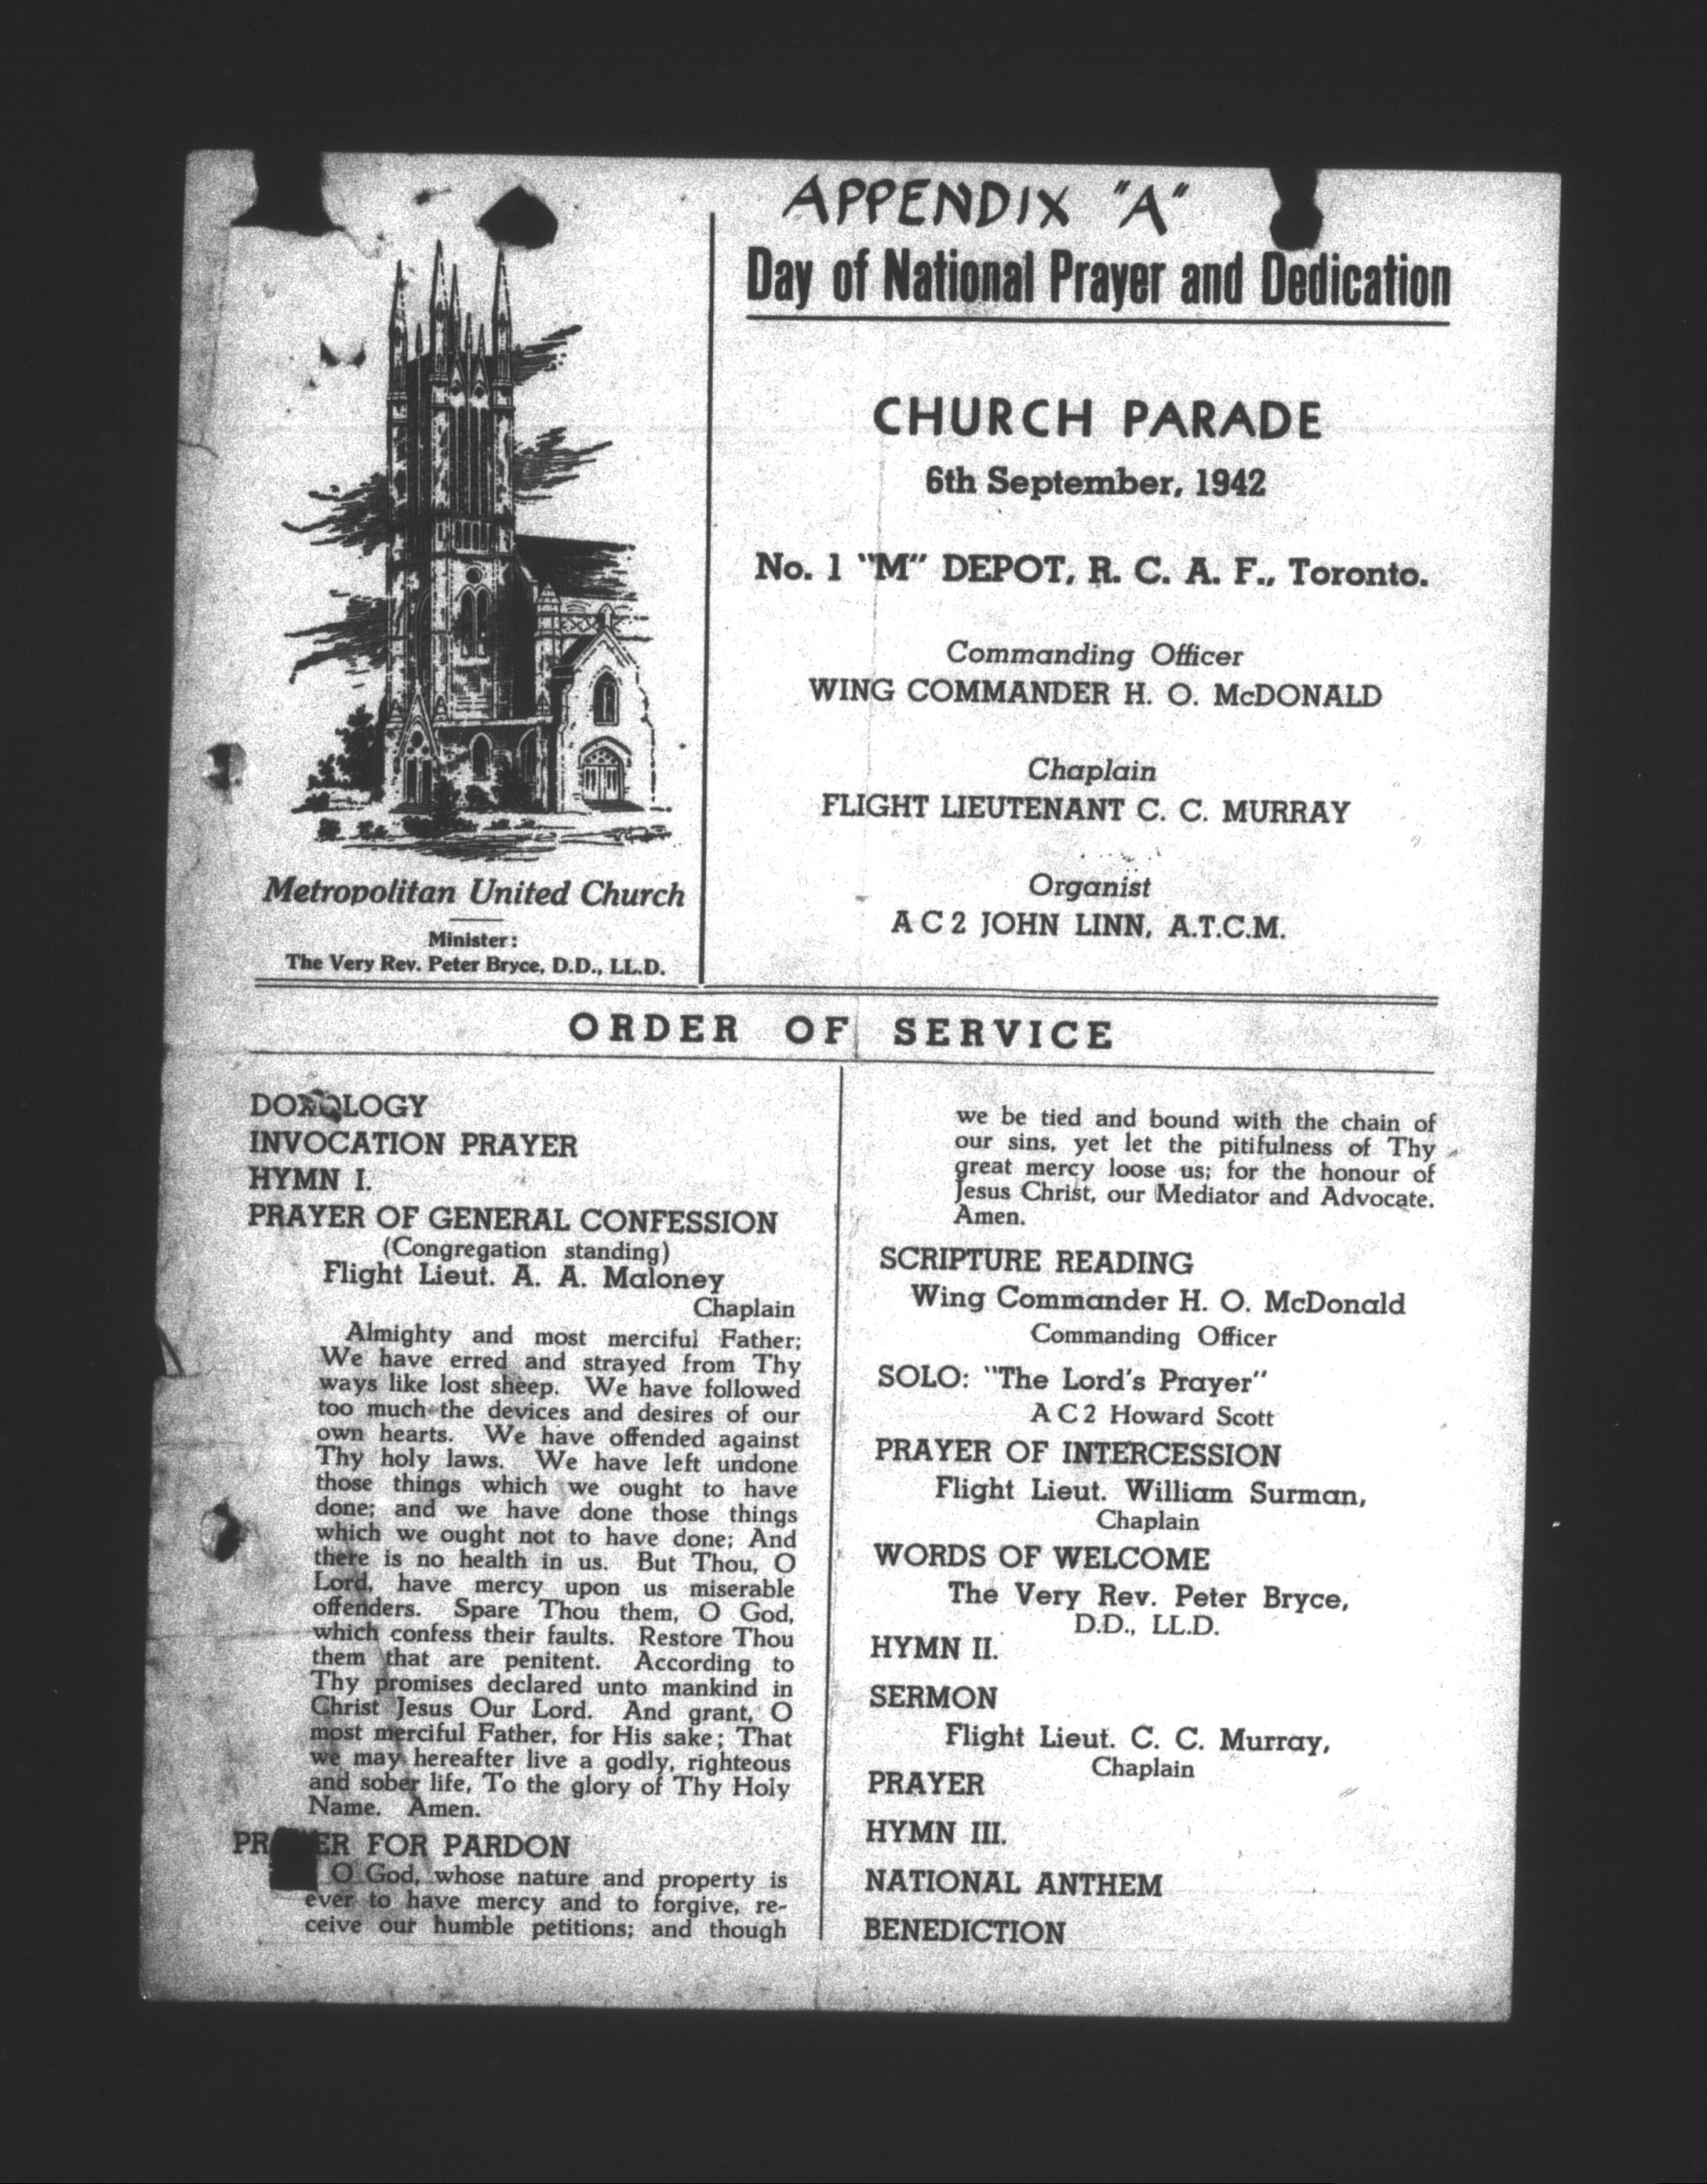 APPENDIX "A"
Day of National Prayer and Dedication
CHURCH PARADE
6th September, 1942
No. 1 "M" DEPOT, R. C. A. F., Toronto.
Commanding Officer
WING COMMANDER H. O. McDONALD
Chaplain
FLIGHT LIEUTENANT C. C. MURRAY
Organist
A C 2 JOHN LINN, A.T.C.M.
Metropolitan United Church
Minister:
The Very Rev. Peter Bryce, D.D., LL.D.
ORDER OF SERVICE
DOXOLOGY
INVOCATION PRAYER
HYMN I.
PRAYER OF GENERAL CONFESSION
(Congregation standing)
Flight Lieut. A. A. Maloney
Chaplain
Almighty and most merciful Father;
We have erred and strayed from Thy
ways like lost sheep. We have followed
too much the devices and desires of our
own hearts. We have offended against
Thy holy laws. We have left undone
those things which we ought to have
done; and we have done those things
which we ought not to have done; And
there is no health in us. But Thou, O
Lord, have mercy upon us miserable
offenders. Spare Thou them, O God,
which confess their faults. Restore Thou
them that are penitent. According to
Thy promises declared unto mankind in
Christ Jesus Our Lord. And grant, O
most merciful Father, for His sake; That
we may hereafter live a godly, righteous
and sober life, To the glory of Thy Holy
Name. Amen.
PRAYER FOR PARDON
O God, whose nature and property is
ever to have mercy and to forgive, re-
ceive our humble petitions; and though
we be tied and bound with the chain of
our sins, yet let the pitifulness of Thy
great mercy loose us; for the honour of
Jesus Christ, our Mediator and Advocate.
Amen.
SCRIPTURE READING
Wing Commander H. O. McDonald
Commanding Officer
SOLO: "The Lord's Prayer"
A C 2 Howard Scott
PRAYER OF INTERCESSION
Flight Lieut. William Surman,
Chaplain
WORDS OF WELCOME
The Very Rev. Peter Bryce,
D.D., LL.D.
HYMN II.
SERMON
Flight Lieut. C. C. Murray,
Chaplain
PRAYER
HYMN III.
NATIONAL ANTHEM
BENEDICTION